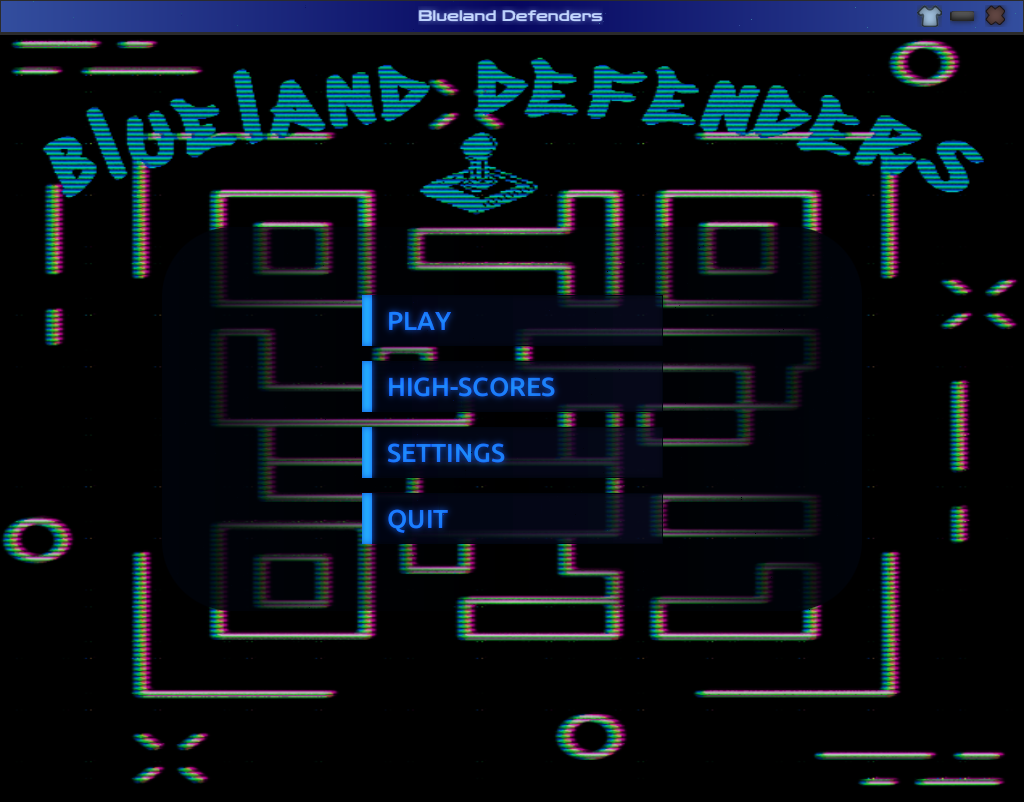 Blueland Defenders
BlUElAND DEFENDERS
PLAY
HIGH-SCORES
SETTINGS
QUIT